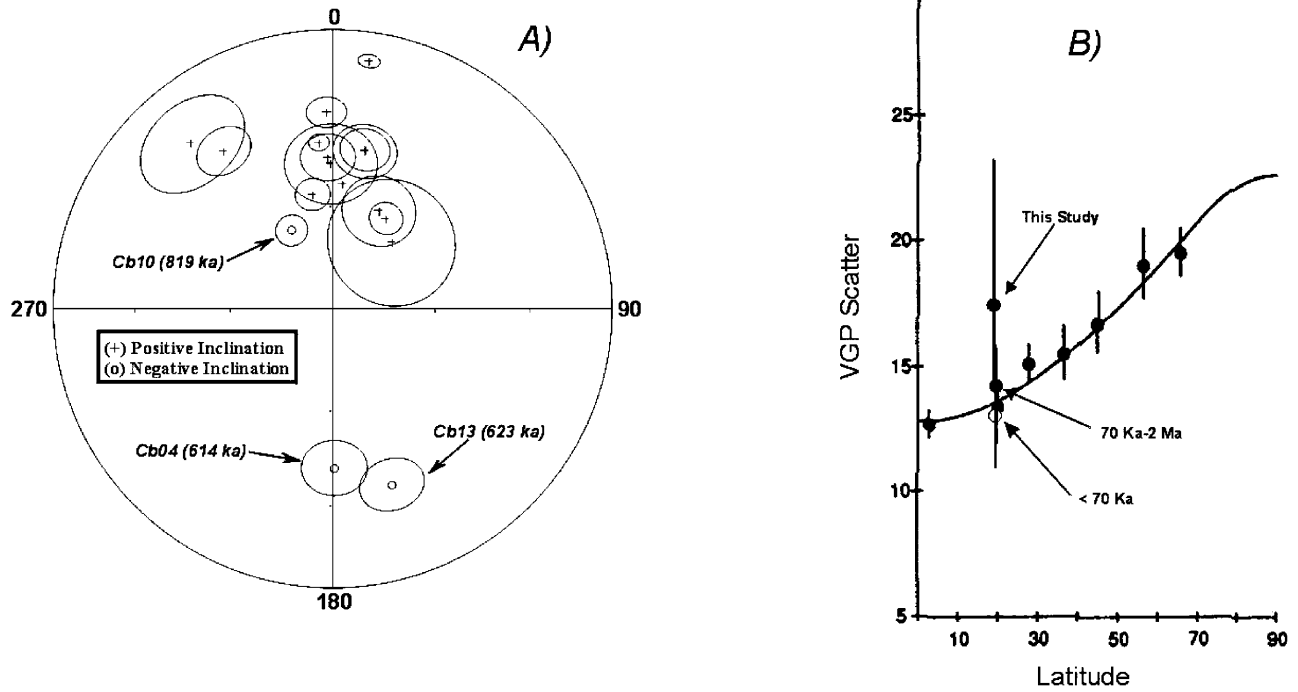 0
A)
Cb10 (819 ka)
270
90
(+) Positive Inclination
(o) Negative Inclination
Cb04 (614 ka)
Cb13 (623 ka)
180
B)
25
20
15
10
5
VGP Scatter
This Study
70 Ka-2 Ma
< 70 Ka
10 30 50 70 90
Latitude